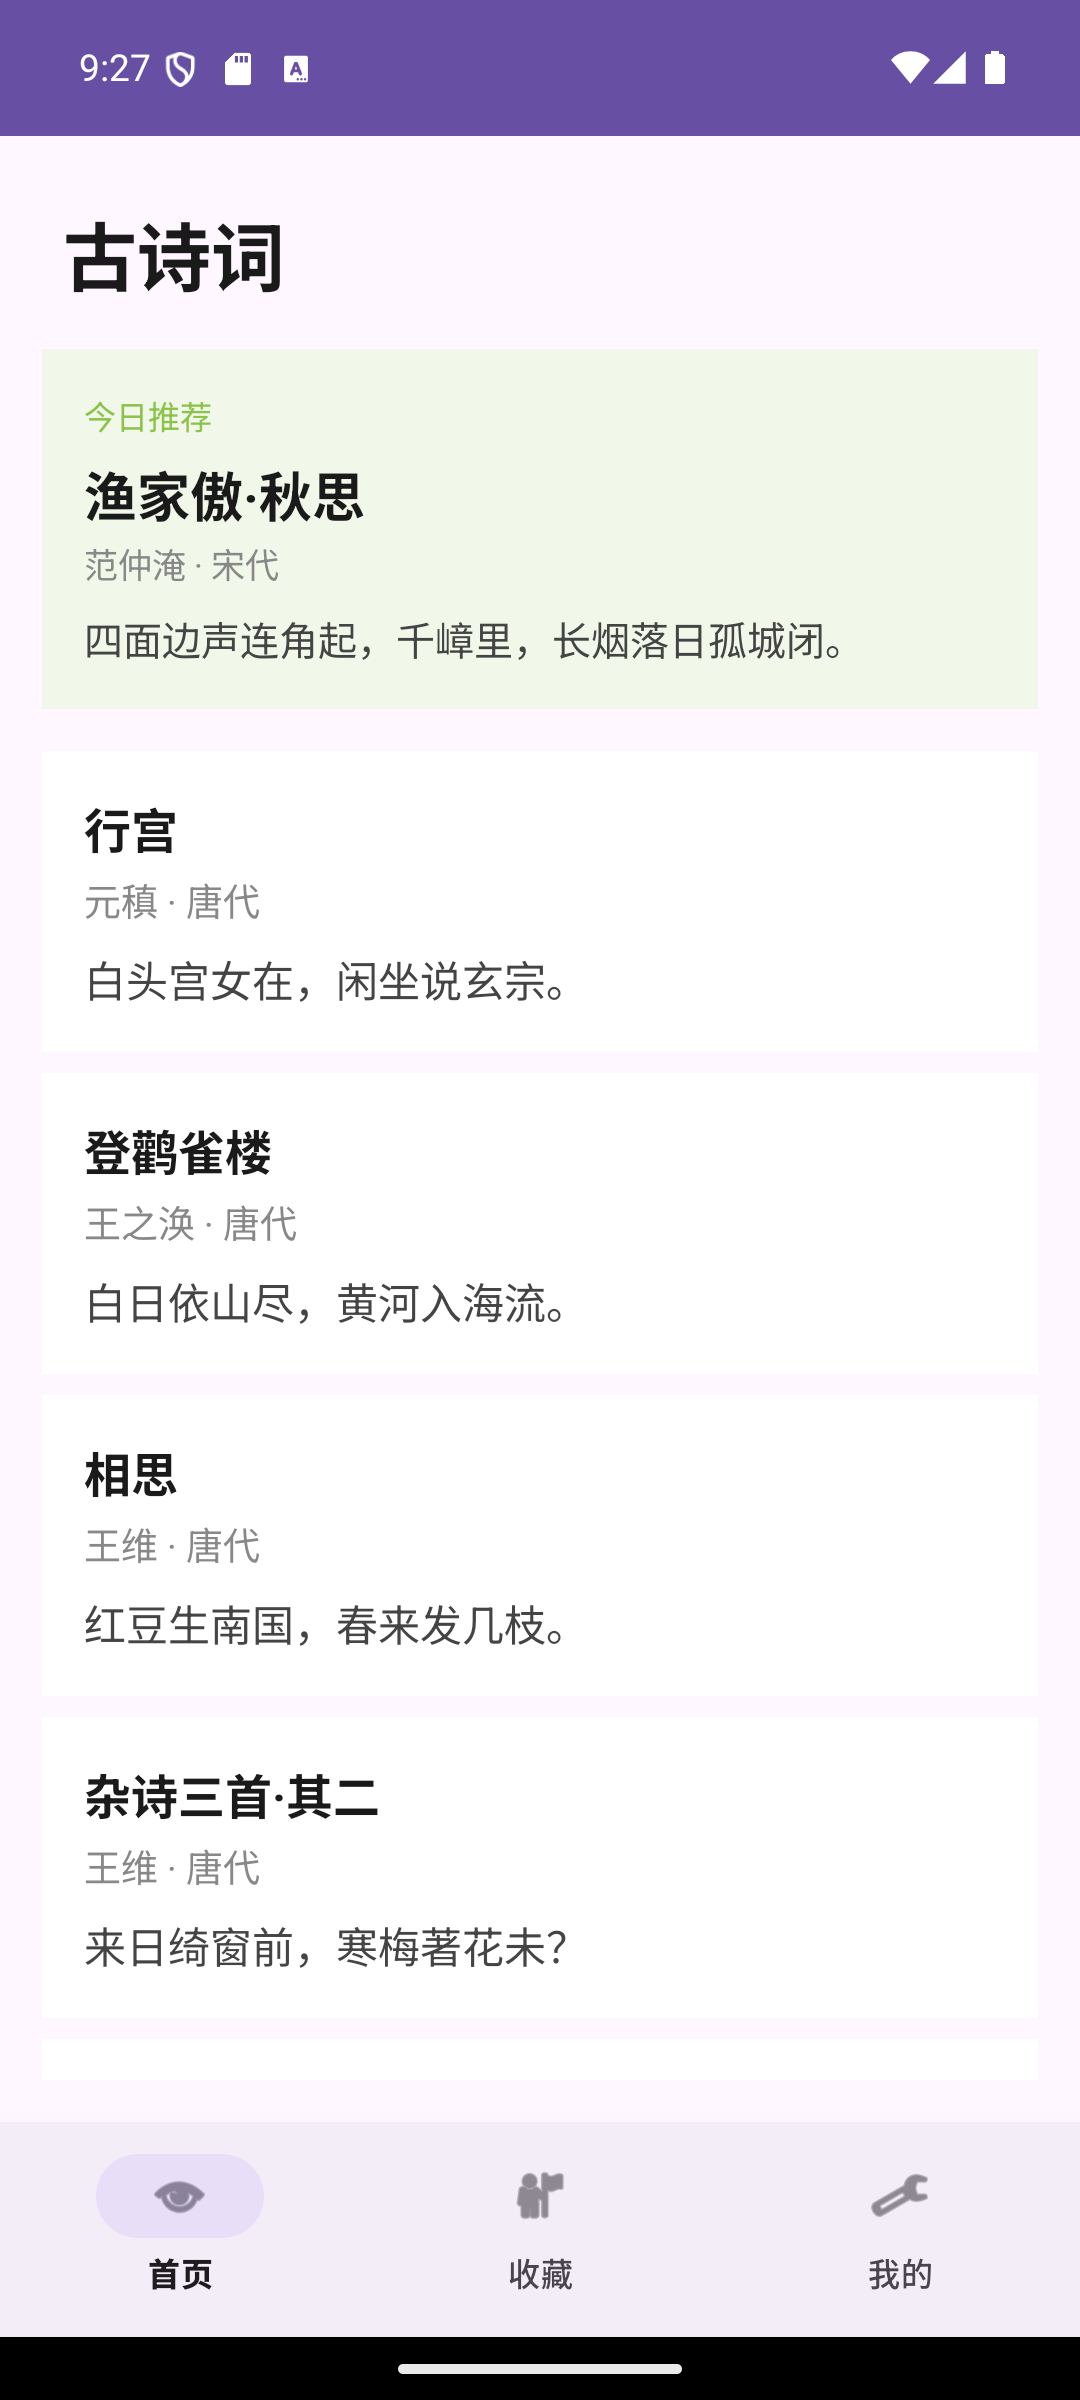 9:27
古诗词
今日推荐
渔家傲·秋思
范仲淹 · 宋代
四面边声连角起，千嶂里，长烟落日孤城闭。
行宫
元稹 · 唐代
白头宫女在，闲坐说玄宗。
登鹳雀楼
王之涣 · 唐代
白日依山尽，黄河入海流。
相思
王维 · 唐代
红豆生南国，春来发几枝。
杂诗三首·其二
王维 · 唐代
来日绮窗前，寒梅著花未？
首页
收藏
我的